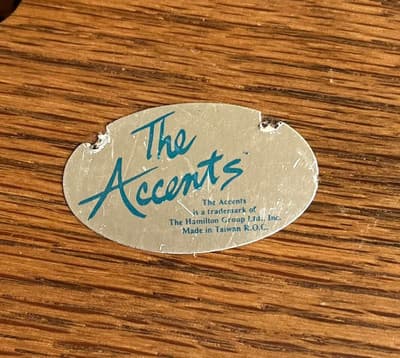 The
Accents™
The Accents
is a trademark of
The Hamilton Group Ltd., Inc.
Made in Taiwan R.O.C.